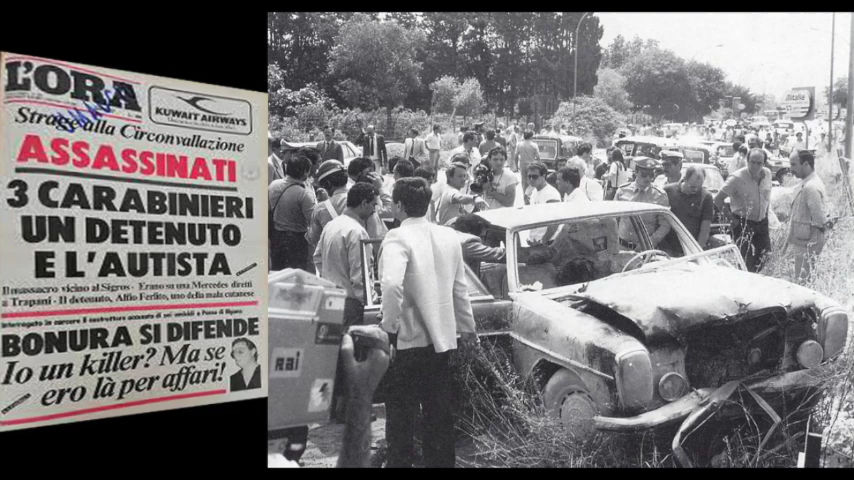 L'ORA
KUWAIT AIRWAYS
Strage alla Circonvallazione
ASSASSINATI
3 CARABINIERI
UN DETENUTO
E L'AUTISTA
Il massacro vicino al Sigros - Erano su una Mercedes diretti
a Trapani - Il detenuto, Alfio Ferlito, uno della mala catanese
BONURA SI DIFENDE
Io un killer? Ma se
ero là per affari!
RAI
Alitalia